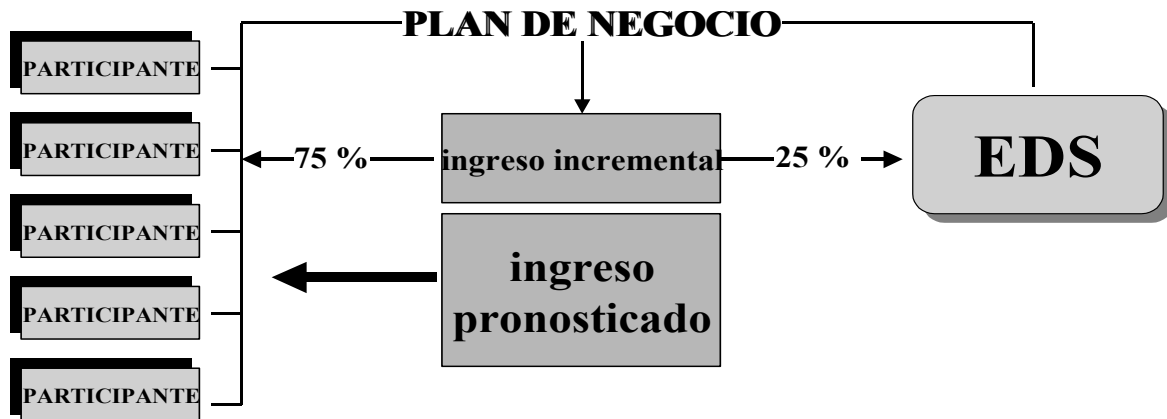 PLAN DE NEGOCIO
PARTICIPANTE
PARTICIPANTE
PARTICIPANTE
PARTICIPANTE
PARTICIPANTE
75 %
ingreso incremental
25 %
EDS
ingreso
pronosticado